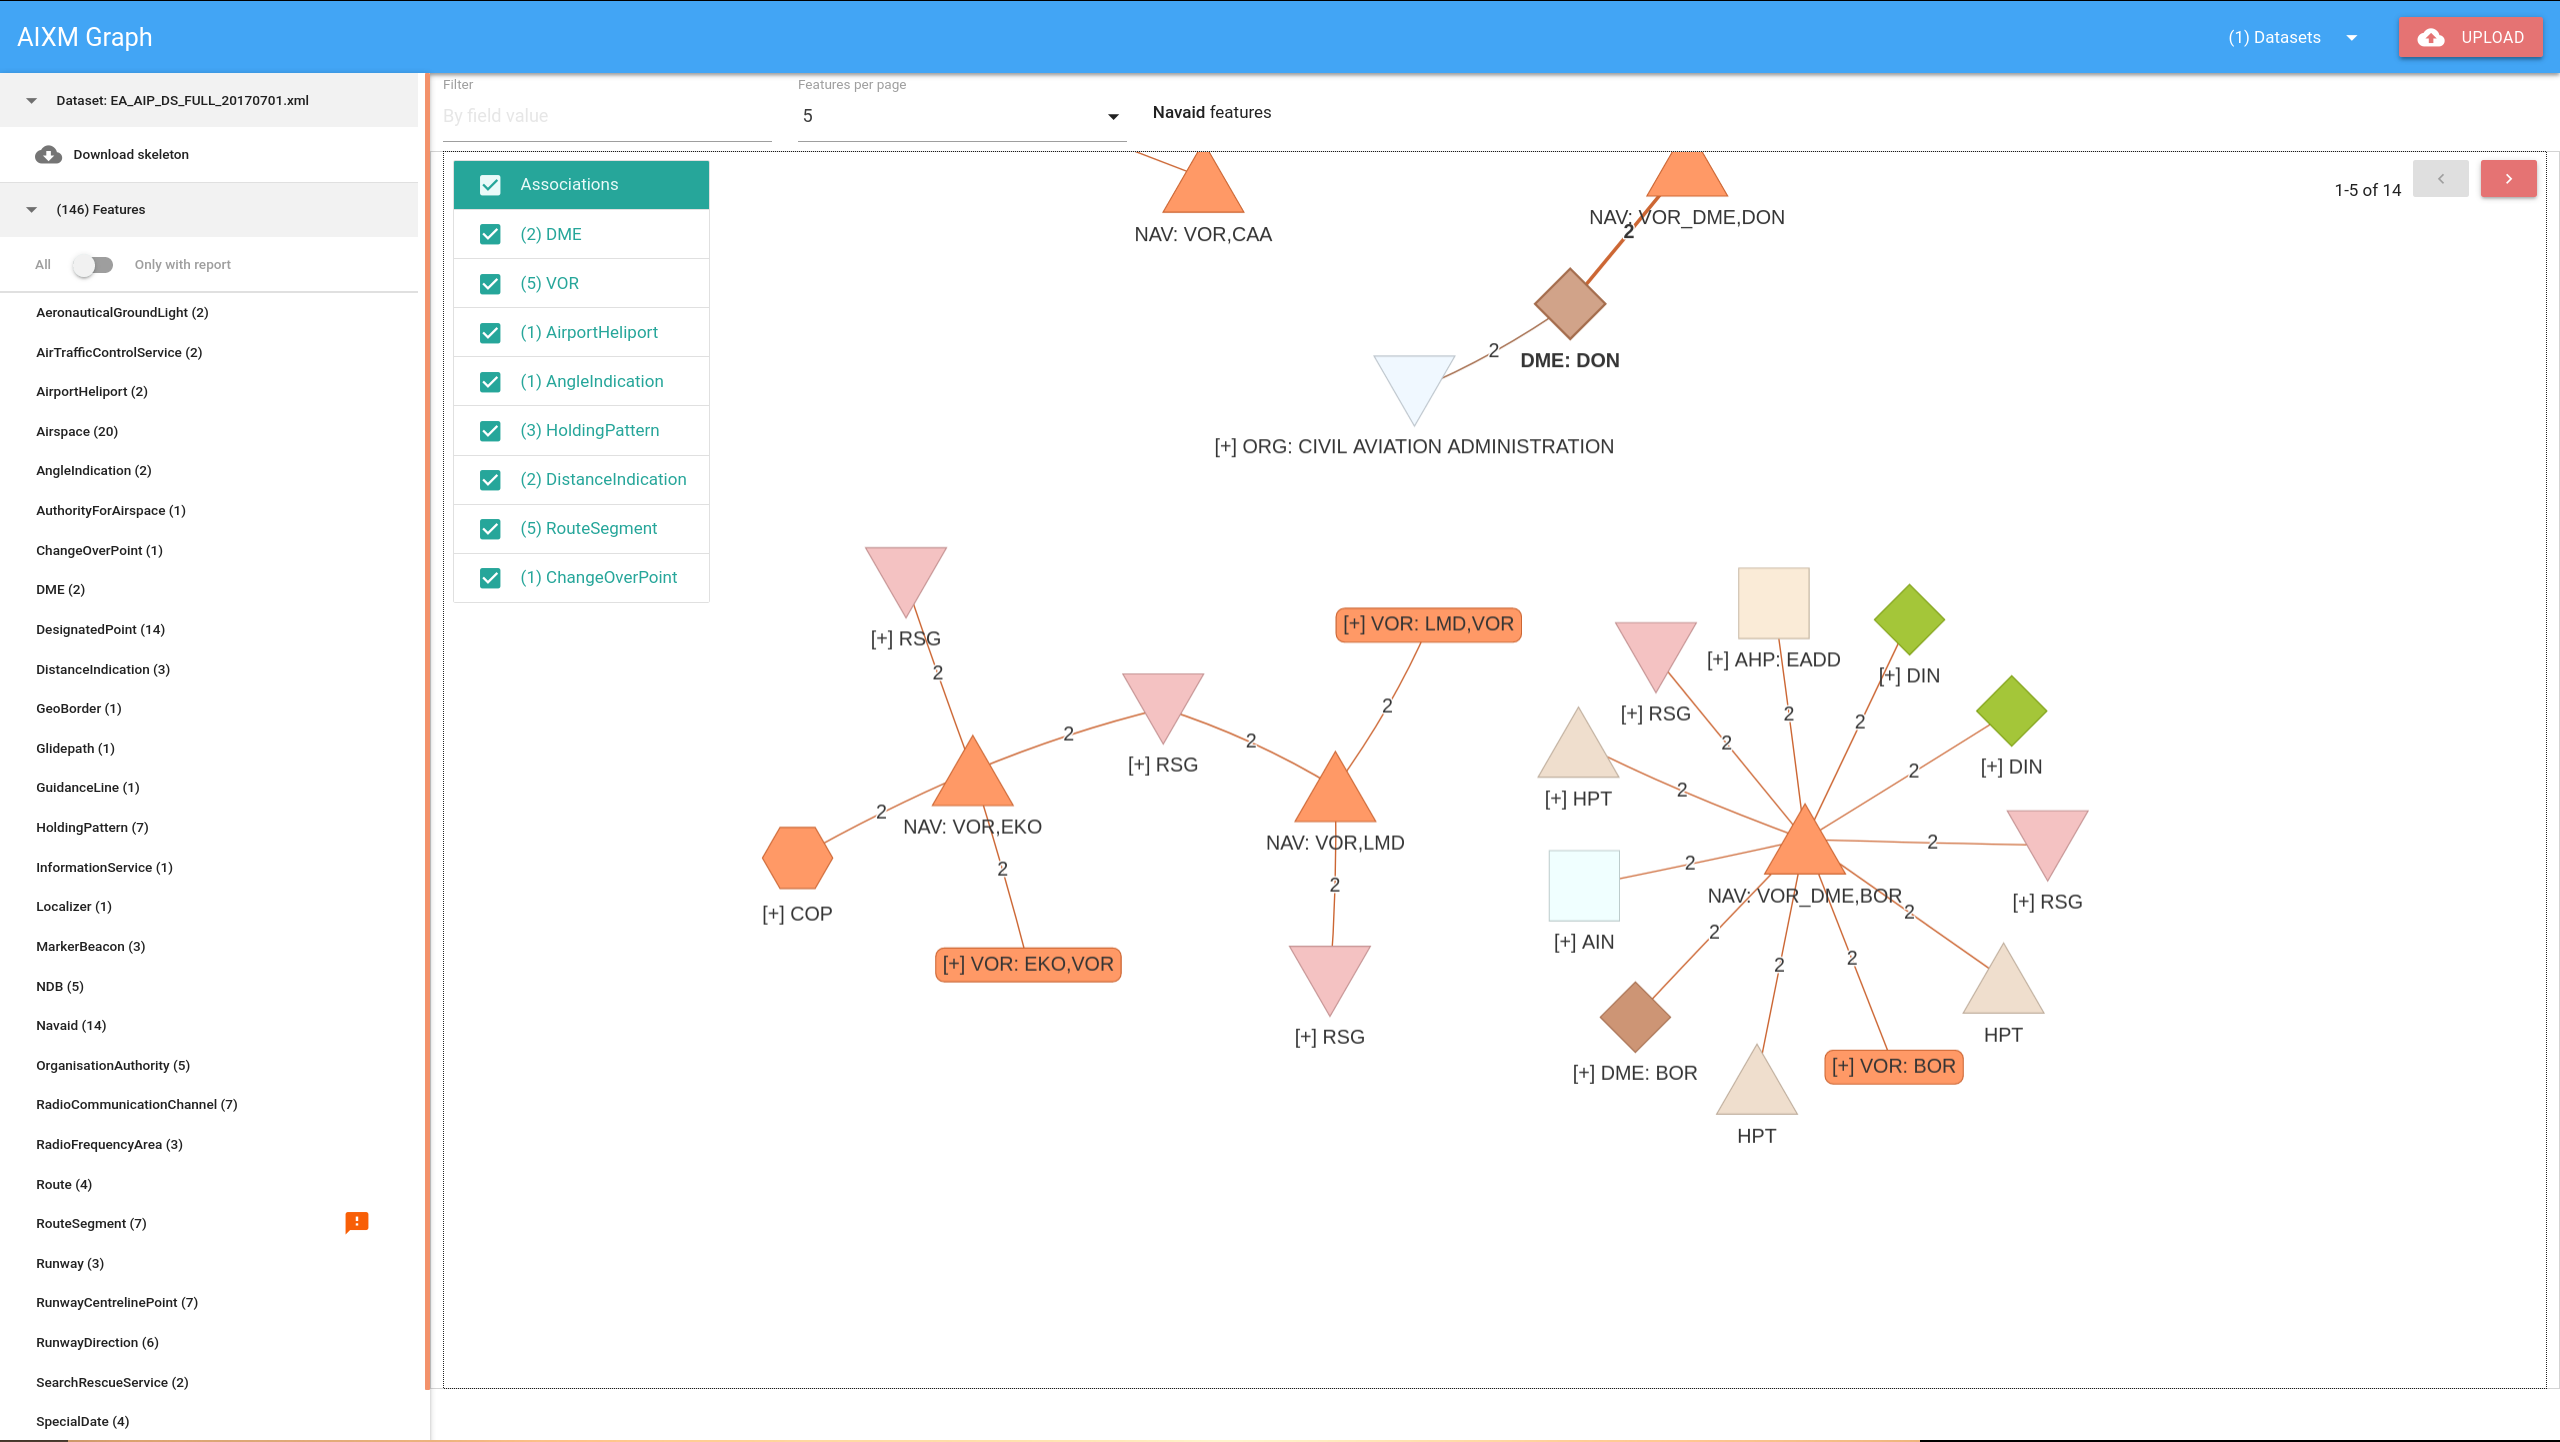 AIXM Graph
(1) Datasets
UPLOAD
Dataset: EA_AIP_DS_FULL_20170701.xml
Download skeleton
(146) Features
All
Only with report
AeronauticalGroundLight (2)
AirTrafficControlService (2)
AirportHeliport (2)
Airspace (20)
AngleIndication (2)
AuthorityForAirspace (1)
ChangeOverPoint (1)
DME (2)
DesignatedPoint (14)
DistanceIndication (3)
GeoBorder (1)
Glidepath (1)
GuidanceLine (1)
HoldingPattern (7)
InformationService (1)
Localizer (1)
MarkerBeacon (3)
NDB (5)
Navaid (14)
OrganisationAuthority (5)
RadioCommunicationChannel (7)
RadioFrequencyArea (3)
Route (4)
RouteSegment (7)
Runway (3)
RunwayCentrelinePoint (7)
RunwayDirection (6)
SearchRescueService (2)
SpecialDate (4)
Filter
By field value
Features per page
5
Navaid features
1-5 of 14
Associations
(2) DME
(5) VOR
(1) AirportHeliport
(1) AngleIndication
(3) HoldingPattern
(2) DistanceIndication
(5) RouteSegment
(1) ChangeOverPoint
NAV: VOR,CAA
NAV: VOR_DME,DON
2
2
DME: DON
[+] ORG: CIVIL AVIATION ADMINISTRATION
[+] RSG
2
2
[+] RSG
2
[+] VOR: LMD,VOR
2
2
NAV: VOR,EKO
[+] COP
2
[+] VOR: EKO,VOR
NAV: VOR,LMD
2
[+] RSG
[+] AHP: EADD
[+] DIN
[+] RSG
2
2
2
2
[+] DIN
[+] HPT
2
2
2
[+] RSG
[+] AIN
NAV: VOR_DME,BOR
2
2
2
2
[+] DME: BOR
HPT
[+] VOR: BOR
HPT